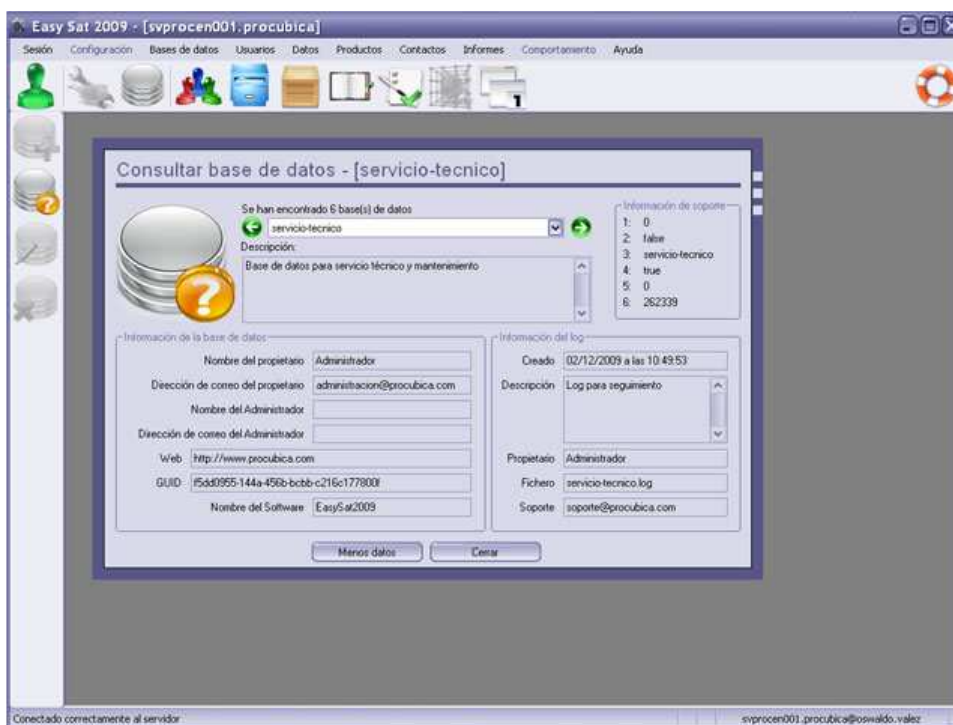 Easy Sat 2009 - [svprocen001.procubica]
Sesión Configuración Bases de datos Usuarios Datos Productos Contactos Informes Comportamiento Ayuda
1
Consultar base de datos - [servicio-tecnico]
Se han encontrado 6 base(s) de datos
servicio-tecnico
Descripción:
Base de datos para servicio técnico y mantenimiento
Información de soporte
1: 0
2: false
3: servicio-tecnico
4: true
5: 0
6: 262339
Información de la base de datos
Nombre del propietario Administrador
Dirección de correo del propietario administracion@procubica.com
Nombre del Administrador
Dirección de correo del Administrador
Web http://www.procubica.com
GUID f5dd0955-144a-456b-bcbb-c216c177800f
Nombre del Software EasySat2009
Información del log
Creado 02/12/2009 a las 10:49:53
Descripción Log para seguimiento
Propietario Administrador
Fichero servicio-tecnico.log
Soporte soporte@procubica.com
Menos datos Cerrar
Conectado correctamente al servidor svprocen001.procubica@oswaldo.valez